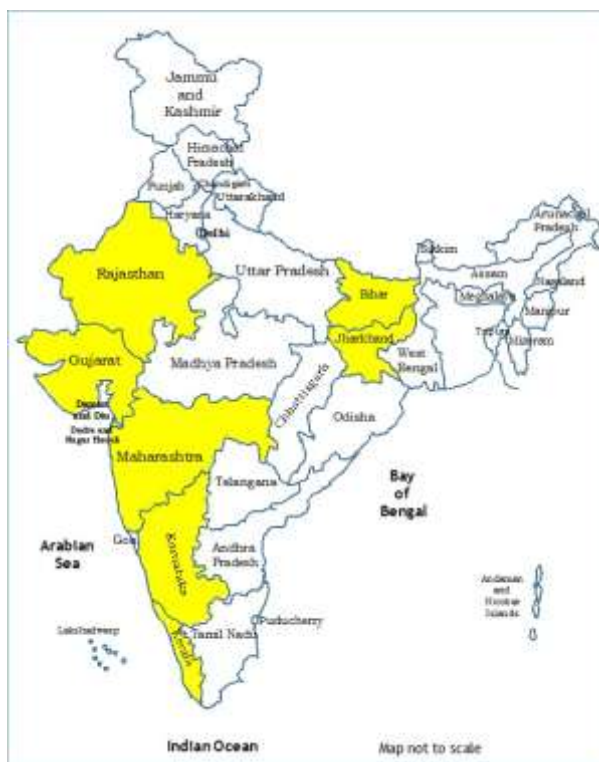 Jammu
and
Kashmir
Himachal
Pradesh
Punjab
Chandigarh
Uttarakhand
Haryana
Delhi
Arunachal
Pradesh
Rajasthan
Uttar Pradesh
Sikkim
Assam
Nagaland
Bihar
Meghalaya
Manipur
Jharkhand
Tripura
Mizoram
Gujarat
Madhya Pradesh
West
Bengal
Chhattisgarh
Daman
and Diu
Dadra and
Nagar Haveli
Odisha
Maharashtra
Telangana
Bay
of
Bengal
Arabian
Sea
Goa
Karnataka
Andhra
Pradesh
Andaman
and
Nicobar
Islands
Puducherry
Lakshadweep
Kerala
Tamil Nadu
Indian Ocean
Map not to scale